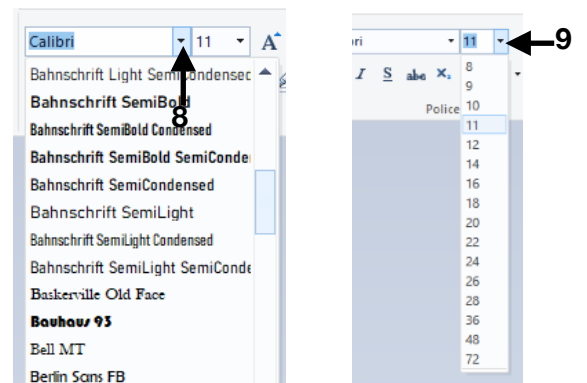 Calibri 11 A
Bahnschrift Light SemiCondensed
Bahnschrift SemiBold
Bahnschrift SemiBold Condensed
Bahnschrift SemiBold SemiConde
Bahnschrift SemiCondensed
Bahnschrift SemiLight
Bahnschrift SemiLight Condensed
Bahnschrift SemiLight SemiConde
Baskerville Old Face
Bauhaus 93
Bell MT
Berlin Sans FB
8
ri 11
9
I S abc X₂
Police
8
9
10
11
12
14
16
18
20
22
24
26
28
36
48
72